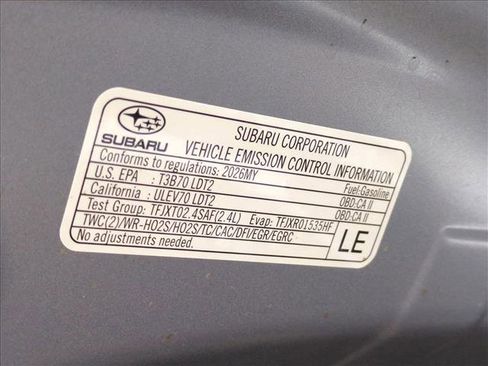 SUBARU
SUBARU CORPORATION
VEHICLE EMISSION CONTROL INFORMATION
Conforms to regulations: 2026MY
Fuel:Gasoline
U.S. EPA : T3B70 LDT2
OBD:CA II
California : ULEV70 LDT2
OBD:CA II
Test Group: TFJXT02.4SAF(2.4L) Evap: TFJXR01535HF
TWC(2)/WR-HO2S/HO2S/TC/CAC/DFI/EGR/EGRC
No adjustments needed.
LE